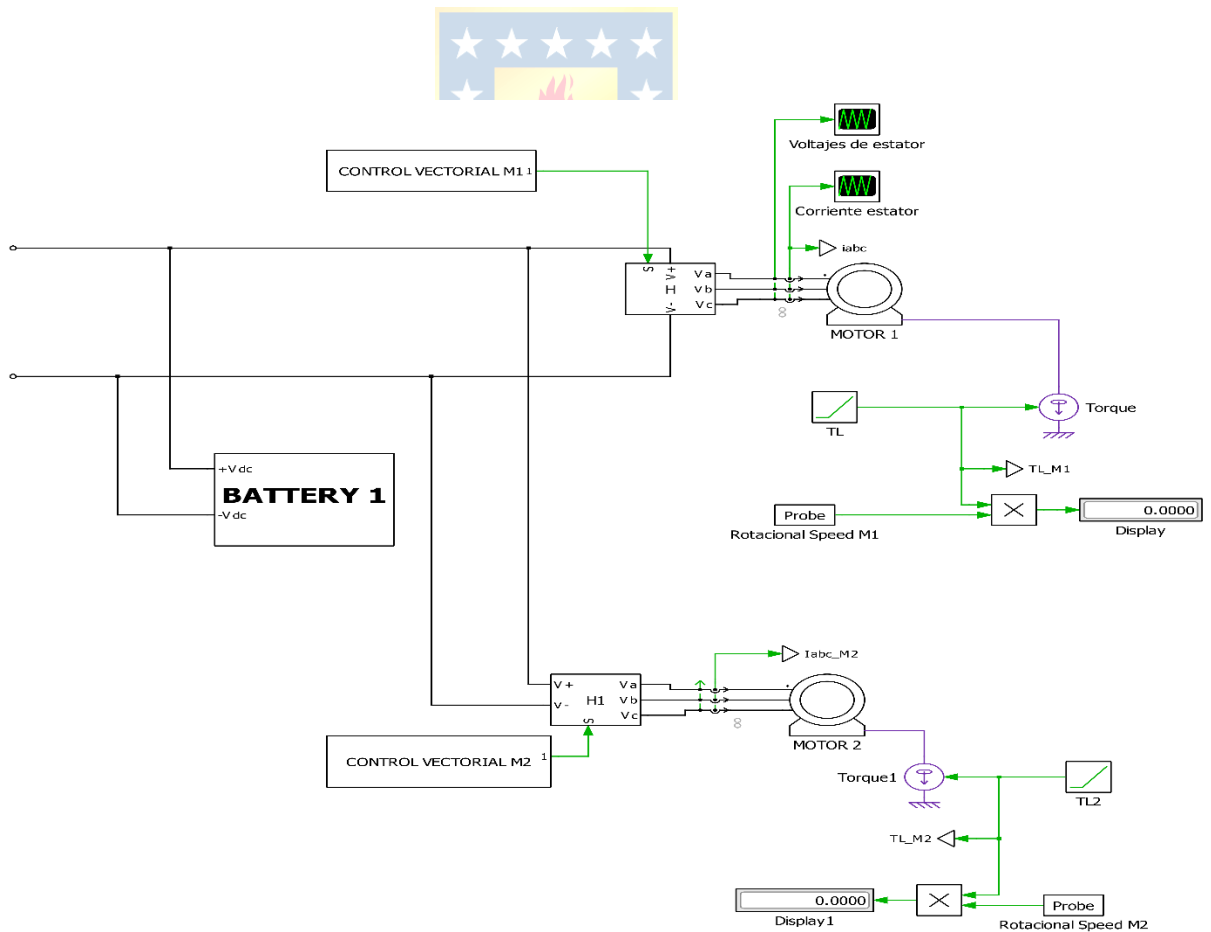 Voltajes de estator
CONTROL VECTORIAL M1 1
Corriente estator
iabc
S
V+
H
V-
Va
Vb
Vc
8
MOTOR 1
Torque
TL
TL_M1
+Vdc
BATTERY 1
-Vdc
Probe
Rotacional Speed M1
0.0000
Display
Iabc_M2
V+
V-
H1
S
Va
Vb
Vc
8
MOTOR 2
CONTROL VECTORIAL M2 1
Torque1
TL2
TL_M2
0.0000
Display1
Probe
Rotacional Speed M2